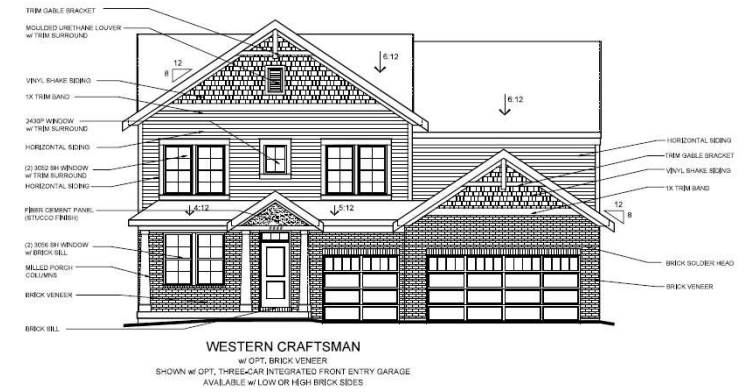 TRIM GABLE BRACKET
MOULDED URETHANE LOUVER
w/ TRIM SURROUND
12
8
6:12
6:12
VINYL SHAKE SIDING
1X TRIM BAND
2430P WINDOW
w/ TRIM SURROUND
HORIZONTAL SIDING
(2) 3052 SH WINDOW
w/ TRIM SURROUND
HORIZONTAL SIDING
FIBER CEMENT PANEL
(STUCCO FINISH)
4:12
5:12
(2) 3056 SH WINDOW
w/ BRICK SILL
MILLED PORCH
COLUMNS
BRICK VENEER
BRICK SILL
HORIZONTAL SIDING
TRIM GABLE BRACKET
VINYL SHAKE SIDING
1X TRIM BAND
12
8
BRICK SOLDIER HEAD
BRICK VENEER
WESTERN CRAFTSMAN
w/ OPT. BRICK VENEER
SHOWN w/ OPT. THREE-CAR INTEGRATED FRONT ENTRY GARAGE
AVAILABLE w/ LOW OR HIGH BRICK SIDES